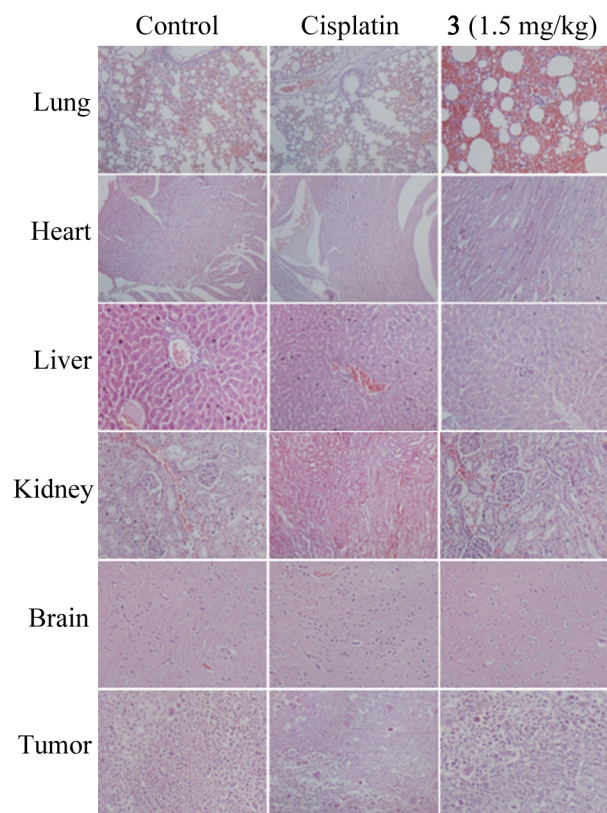 Control Cisplatin 3 (1.5 mg/kg)
Lung
Heart
Liver
Kidney
Brain
Tumor